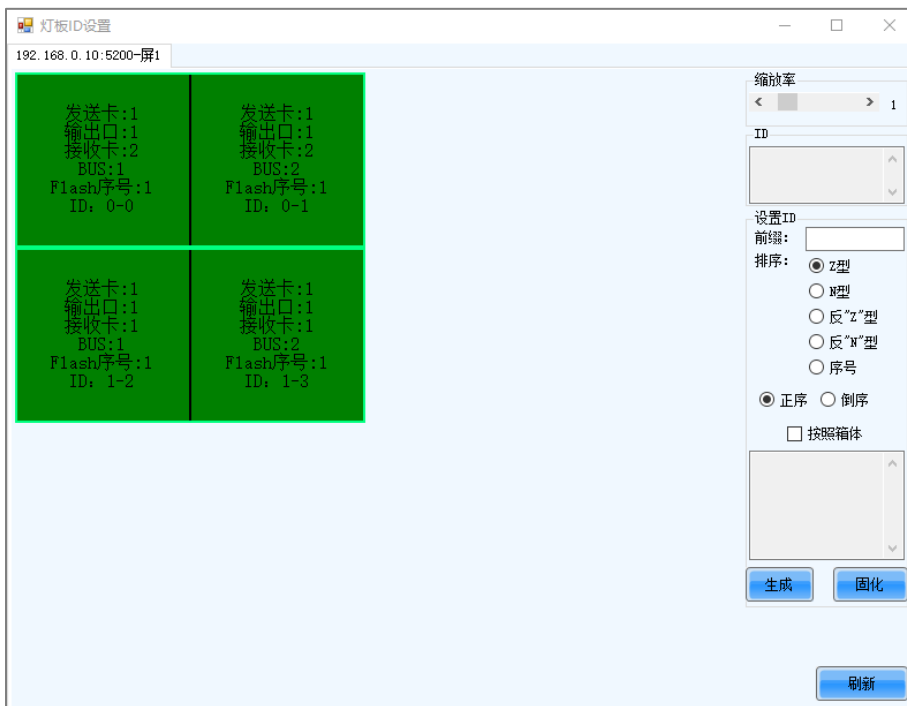 灯板ID设置
192.168.0.10:5200-屏1
发送卡:1
输出口:1
接收卡:2
BUS:1
Flash序号:1
ID: 0-0
发送卡:1
输出口:1
接收卡:2
BUS:2
Flash序号:1
ID: 0-1
发送卡:1
输出口:1
接收卡:1
BUS:1
Flash序号:1
ID: 1-2
发送卡:1
输出口:1
接收卡:1
BUS:2
Flash序号:1
ID: 1-3
缩放率
1
ID
设置ID
前缀:
排序:
Z型
N型
反"Z"型
反"N"型
序号
正序 倒序
按照箱体
生成 固化
刷新